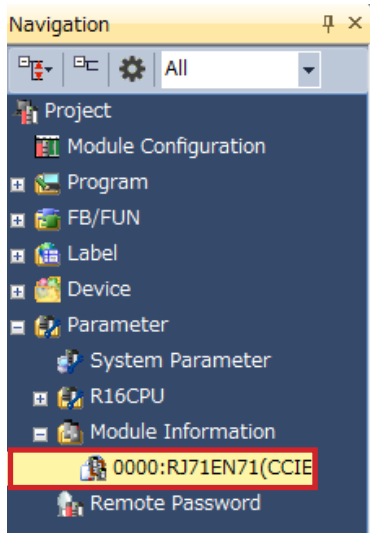 Navigation
All
Project
Module Configuration
Program
FB/FUN
Label
Device
Parameter
System Parameter
R16CPU
Module Information
0000:RJ71EN71(CCIE
Remote Password